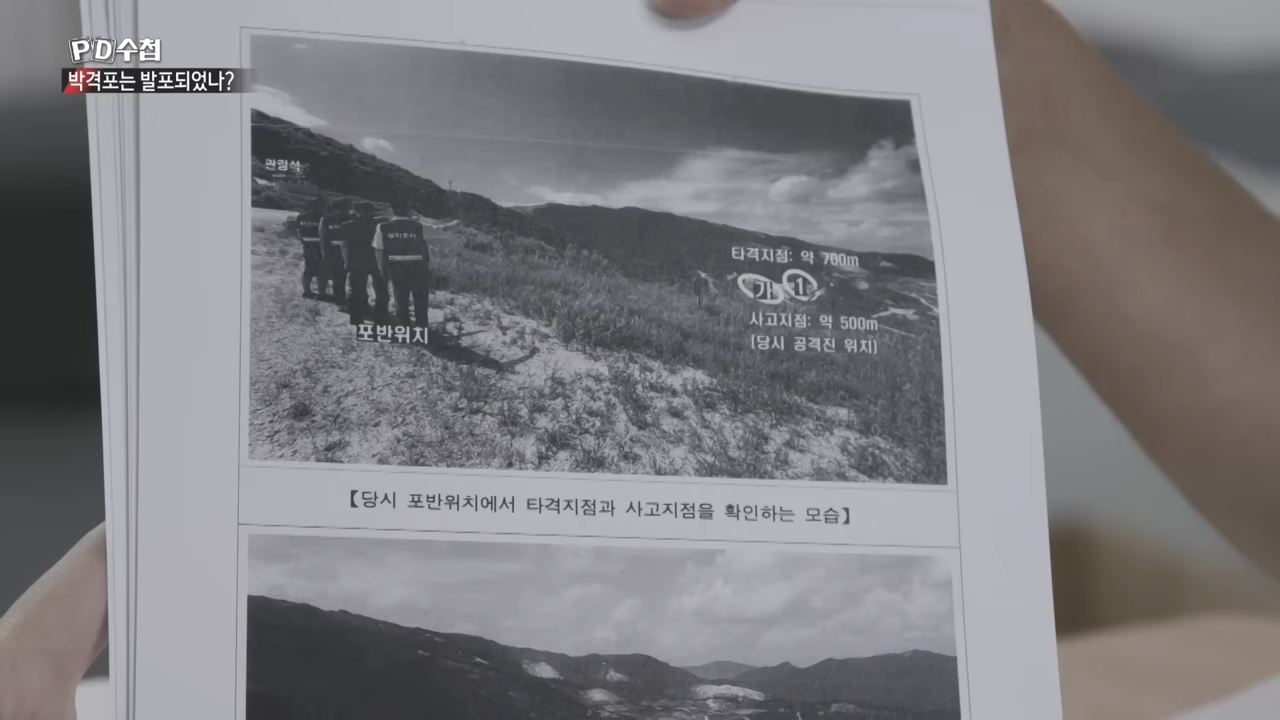 PD수첩
박격포는 발포되었나?
관람석
타격지점: 약 700m
가 1
사고지점: 약 500m
[당시 공격진 위치]
포반위치
【당시 포반위치에서 타격지점과 사고지점을 확인하는 모습】